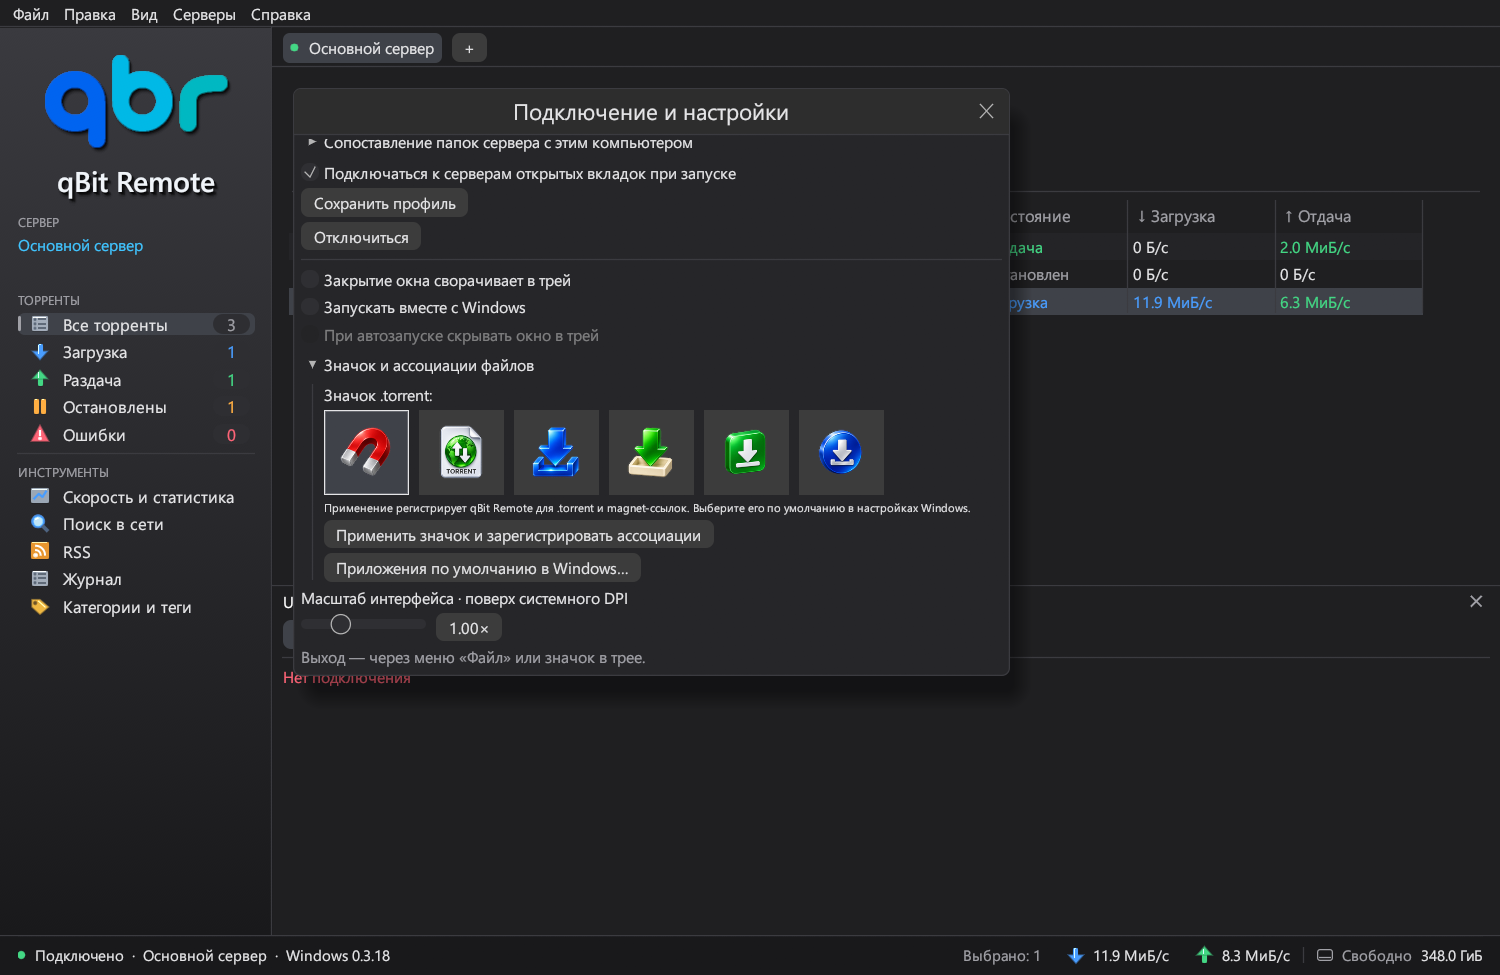 Файл Правка Вид Серверы Справка
qbr
qBit Remote
СЕРВЕР
Основной сервер
ТОРРЕНТЫ
Все торренты 3
Загрузка 1
Раздача 1
Остановлены 1
Ошибки 0
ИНСТРУМЕНТЫ
Скорость и статистика
Поиск в сети
RSS
Журнал
Категории и теги
Основной сервер +
Подключение и настройки
Сопоставление папок сервера с этим компьютером
Подключаться к серверам открытых вкладок при запуске
Сохранить профиль
Отключиться
Закрытие окна сворачивает в трей
Запускать вместе с Windows
При автозапуске скрывать окно в трей
Значок и ассоциации файлов
Значок .torrent:
TORRENT
Применение регистрирует qBit Remote для .torrent и magnet-ссылок. Выберите его по умолчанию в настройках Windows.
Применить значок и зарегистрировать ассоциации
Приложения по умолчанию в Windows...
Масштаб интерфейса · поверх системного DPI
1.00×
Выход — через меню «Файл» или значок в трее.
стояние ↓ Загрузка ↑ Отдача
дача 0 Б/с 2.0 МиБ/с
ановлен 0 Б/с 0 Б/с
рузка 11.9 МиБ/с 6.3 МиБ/с
U
Нет подключения
Подключено · Основной сервер · Windows 0.3.18
Выбрано: 1 11.9 МиБ/с 8.3 МиБ/с Свободно 348.0 ГиБ